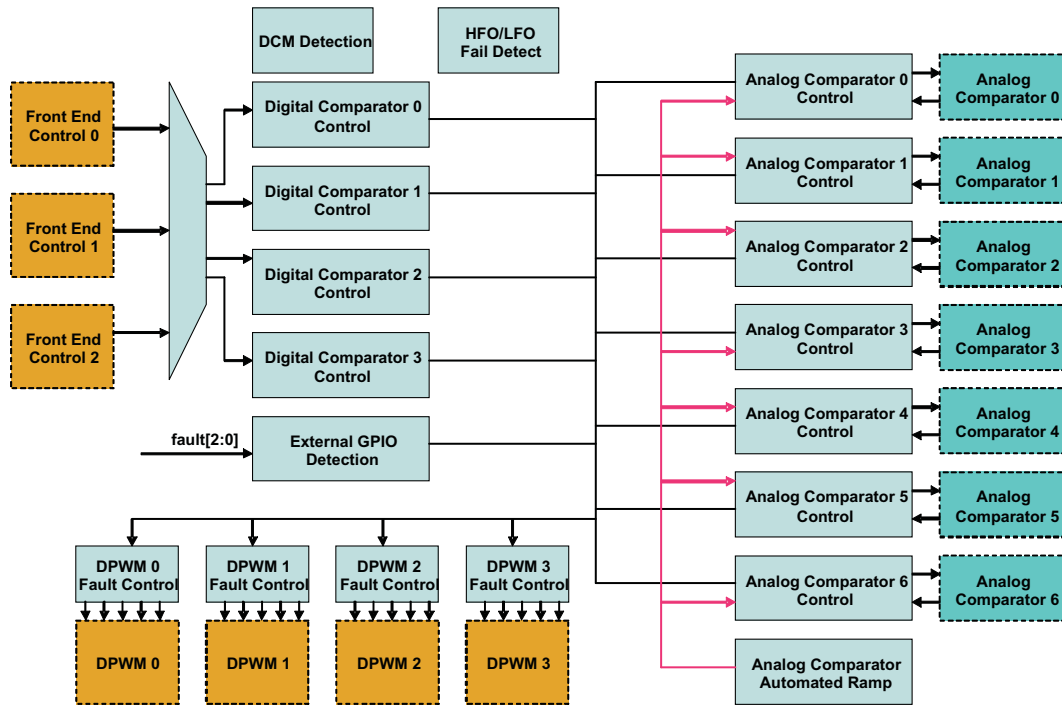 DCM Detection
HFO/LFO
Fail Detect
Front End
Control 0
Front End
Control 1
Front End
Control 2
Digital Comparator 0
Control
Digital Comparator 1
Control
Digital Comparator 2
Control
Digital Comparator 3
Control
fault[2:0]
External GPIO
Detection
Analog Comparator 0
Control
Analog
Comparator 0
Analog Comparator 1
Control
Analog
Comparator 1
Analog Comparator 2
Control
Analog
Comparator 2
Analog Comparator 3
Control
Analog
Comparator 3
Analog Comparator 4
Control
Analog
Comparator 4
Analog Comparator 5
Control
Analog
Comparator 5
Analog Comparator 6
Control
Analog
Comparator 6
Analog Comparator
Automated Ramp
DPWM 0
Fault Control
DPWM 1
Fault Control
DPWM 2
Fault Control
DPWM 3
Fault Control
DPWM 0
DPWM 1
DPWM 2
DPWM 3